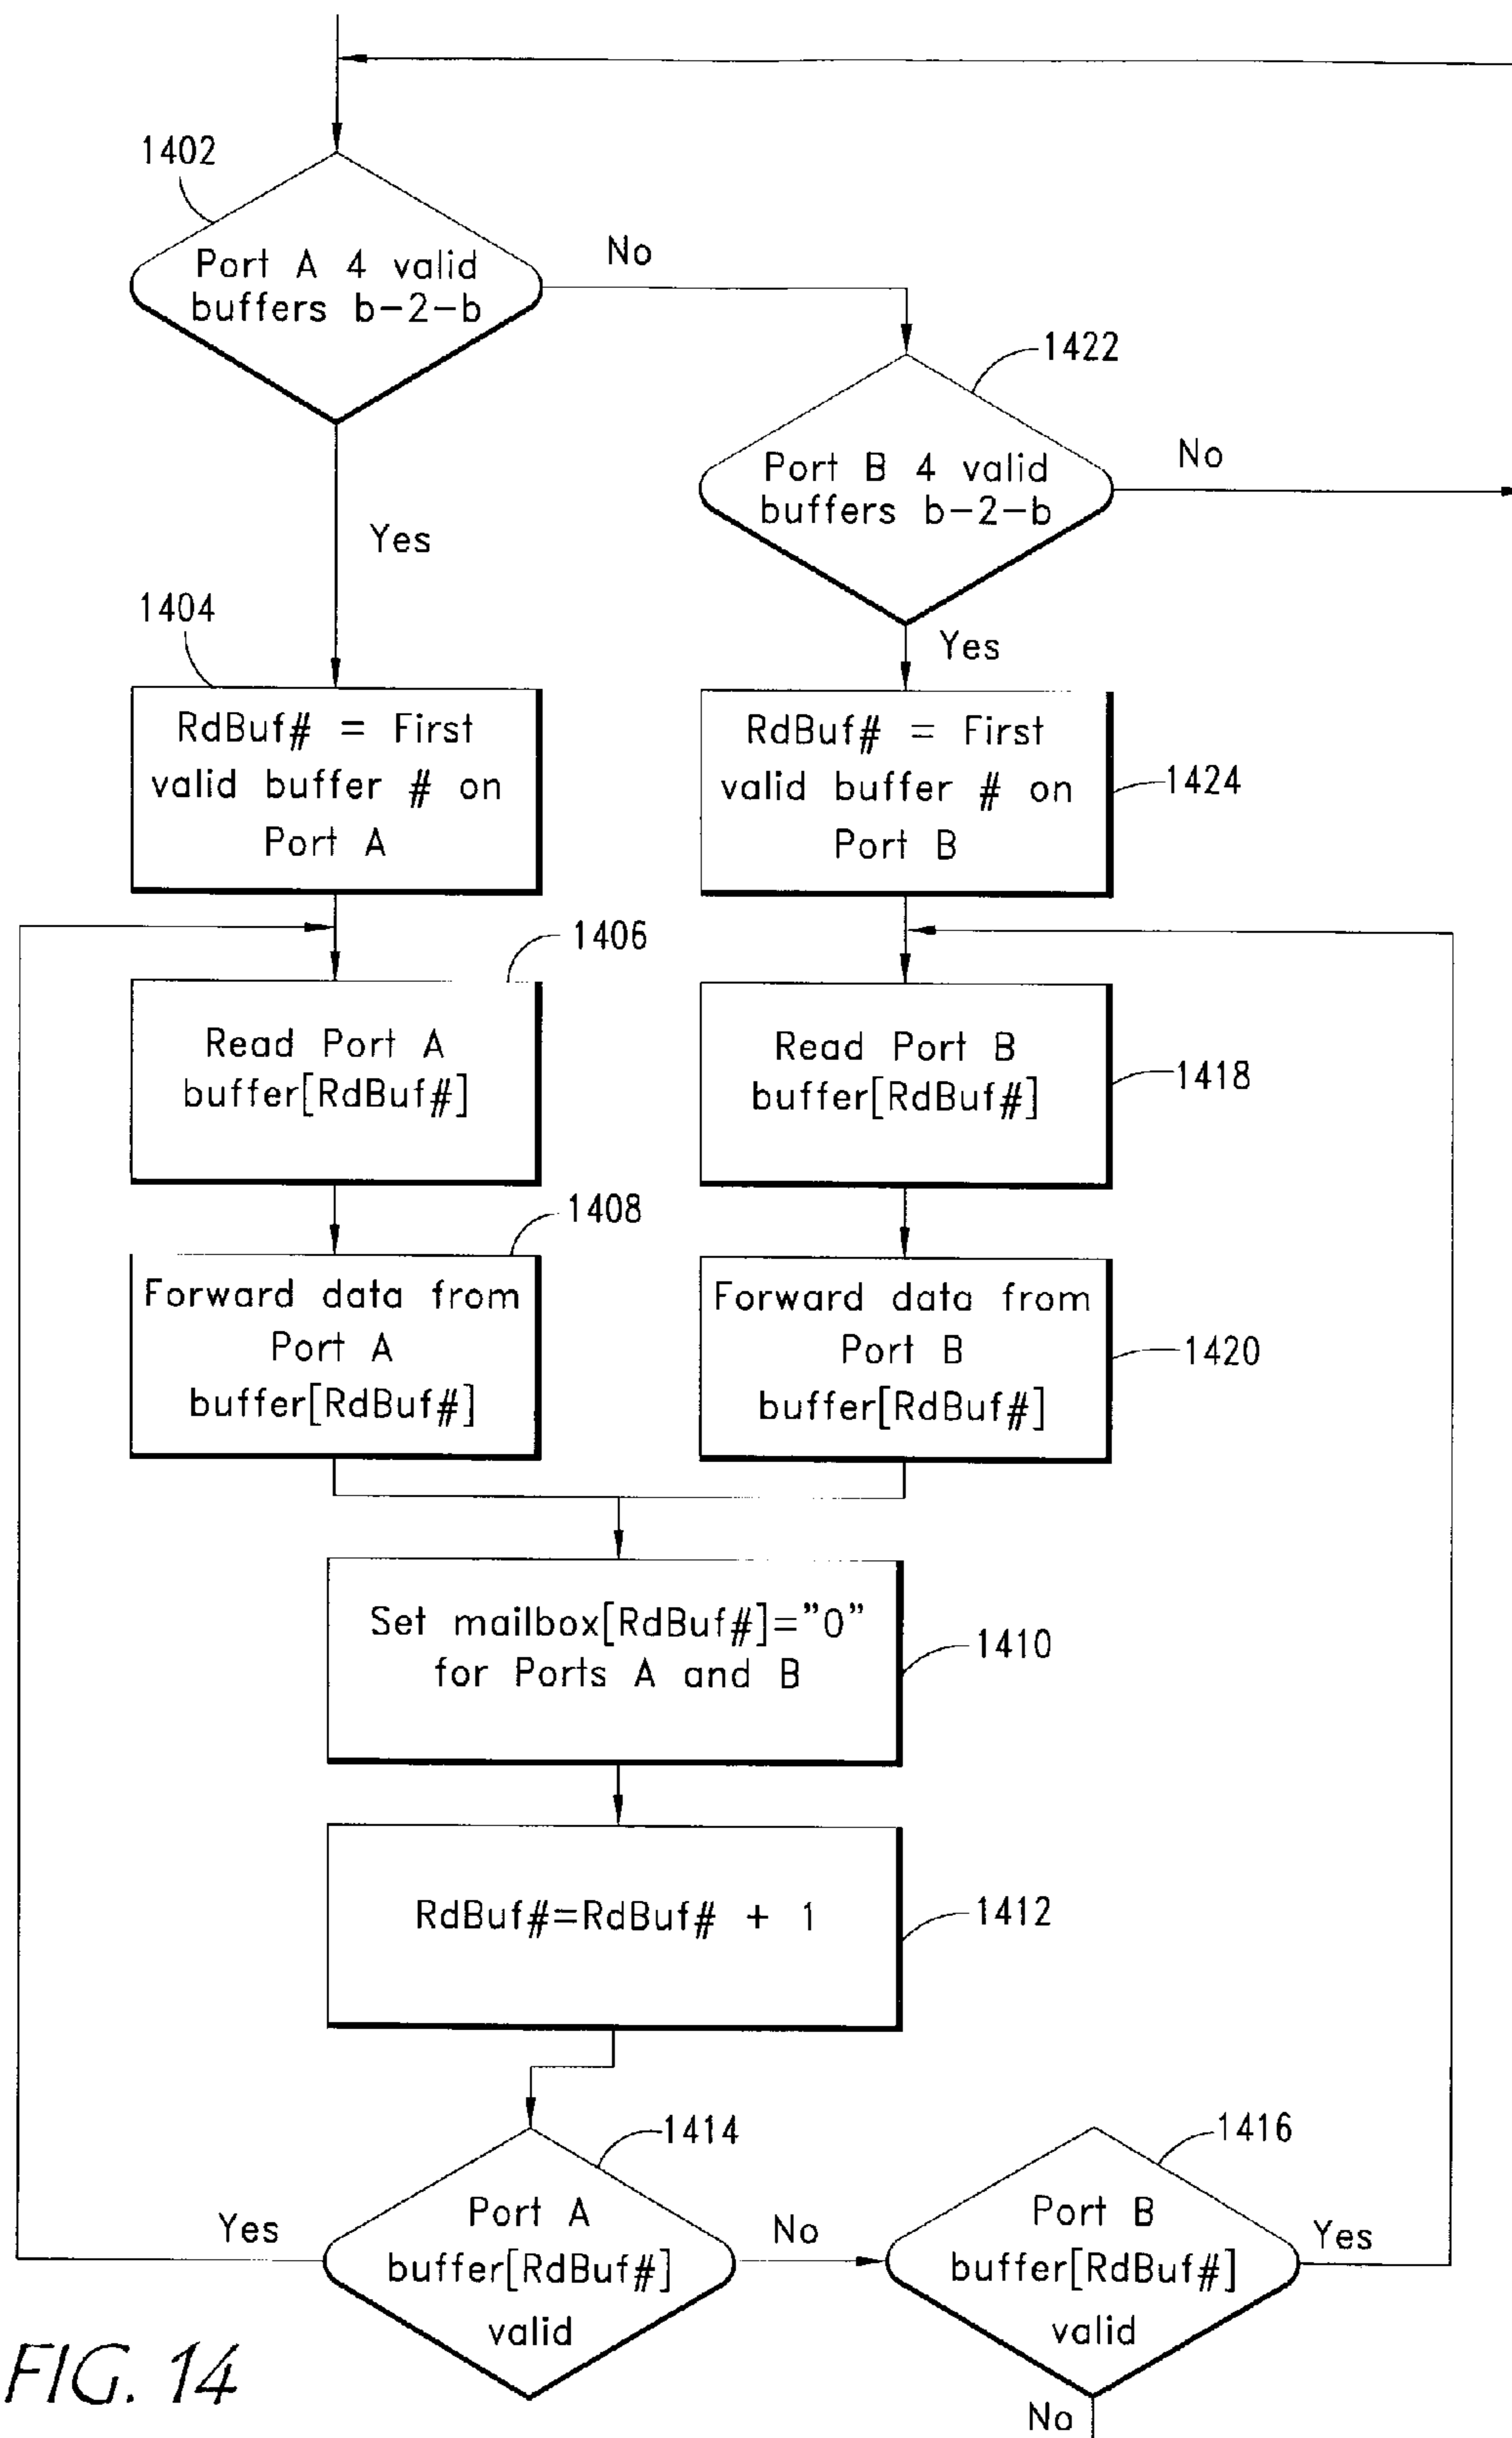 1402
Port A 4 valid
buffers b-2-b
No
1422
Port B 4 valid
buffers b-2-b
No
Yes
1404
Yes
RdBuf# = First
valid buffer # on
Port A
RdBuf# = First
valid buffer # on
Port B
1424
1406
Read Port A
buffer[RdBuf#]
Read Port B
buffer[RdBuf#]
1418
1408
Forward data from
Port A
buffer[RdBuf#]
Forward data from
Port B
buffer[RdBuf#]
1420
Set mailbox[RdBuf#]="0"
for Ports A and B
1410
RdBuf#=RdBuf# + 1
1412
1414
1416
Yes
Port A
buffer[RdBuf#]
valid
No
Port B
buffer[RdBuf#]
valid
Yes
No
FIG. 14